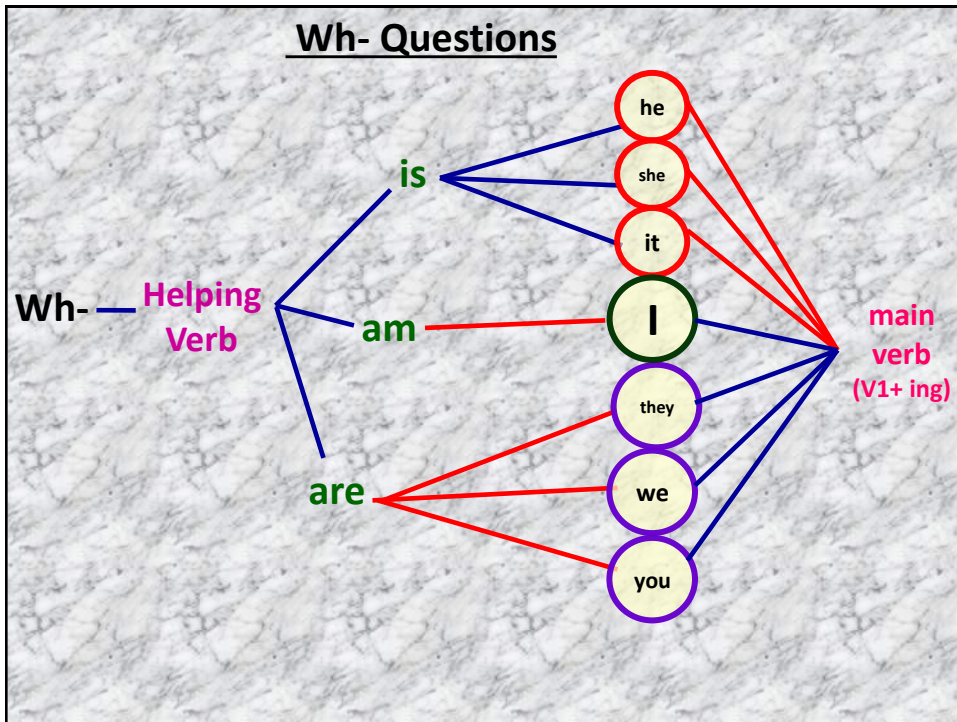 Wh- Questions
Wh-
Helping
Verb
is
am
are
he
she
it
I
they
we
you
main
verb
(V1+ ing)